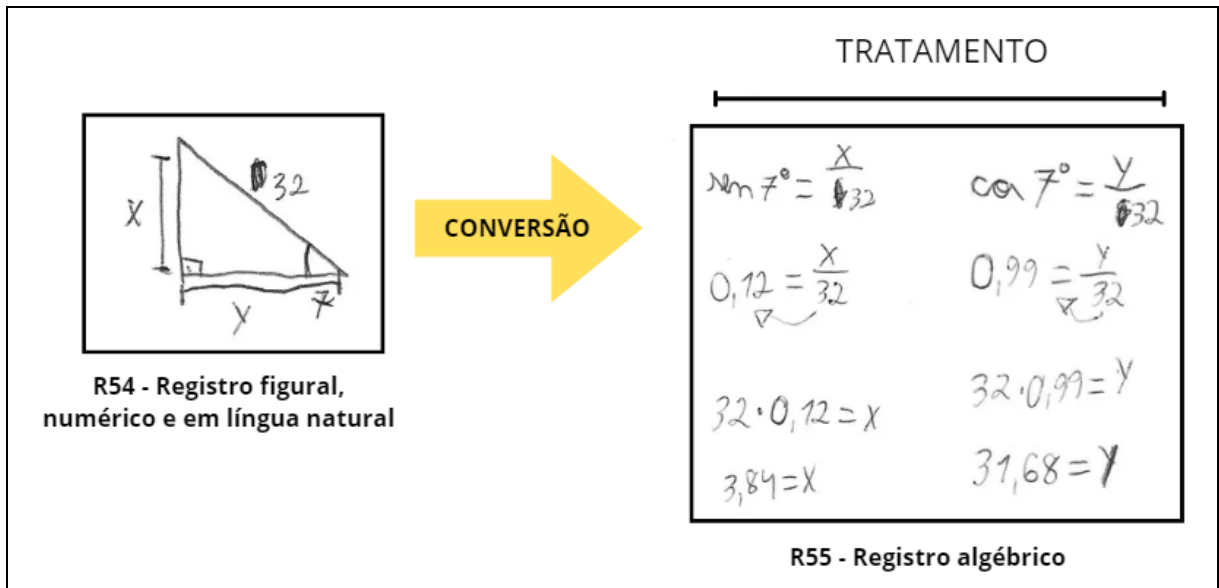 TRATAMENTO
32
X
Y
7
CONVERSÃO
R54 - Registro figural,
numérico e em língua natural
sen 7° = X/32
cos 7° = Y/32
0,12 = X/32
0,99 = Y/32
32·0,12=X
32·0,99=Y
3,84=X
31,68=Y
R55 - Registro algébrico